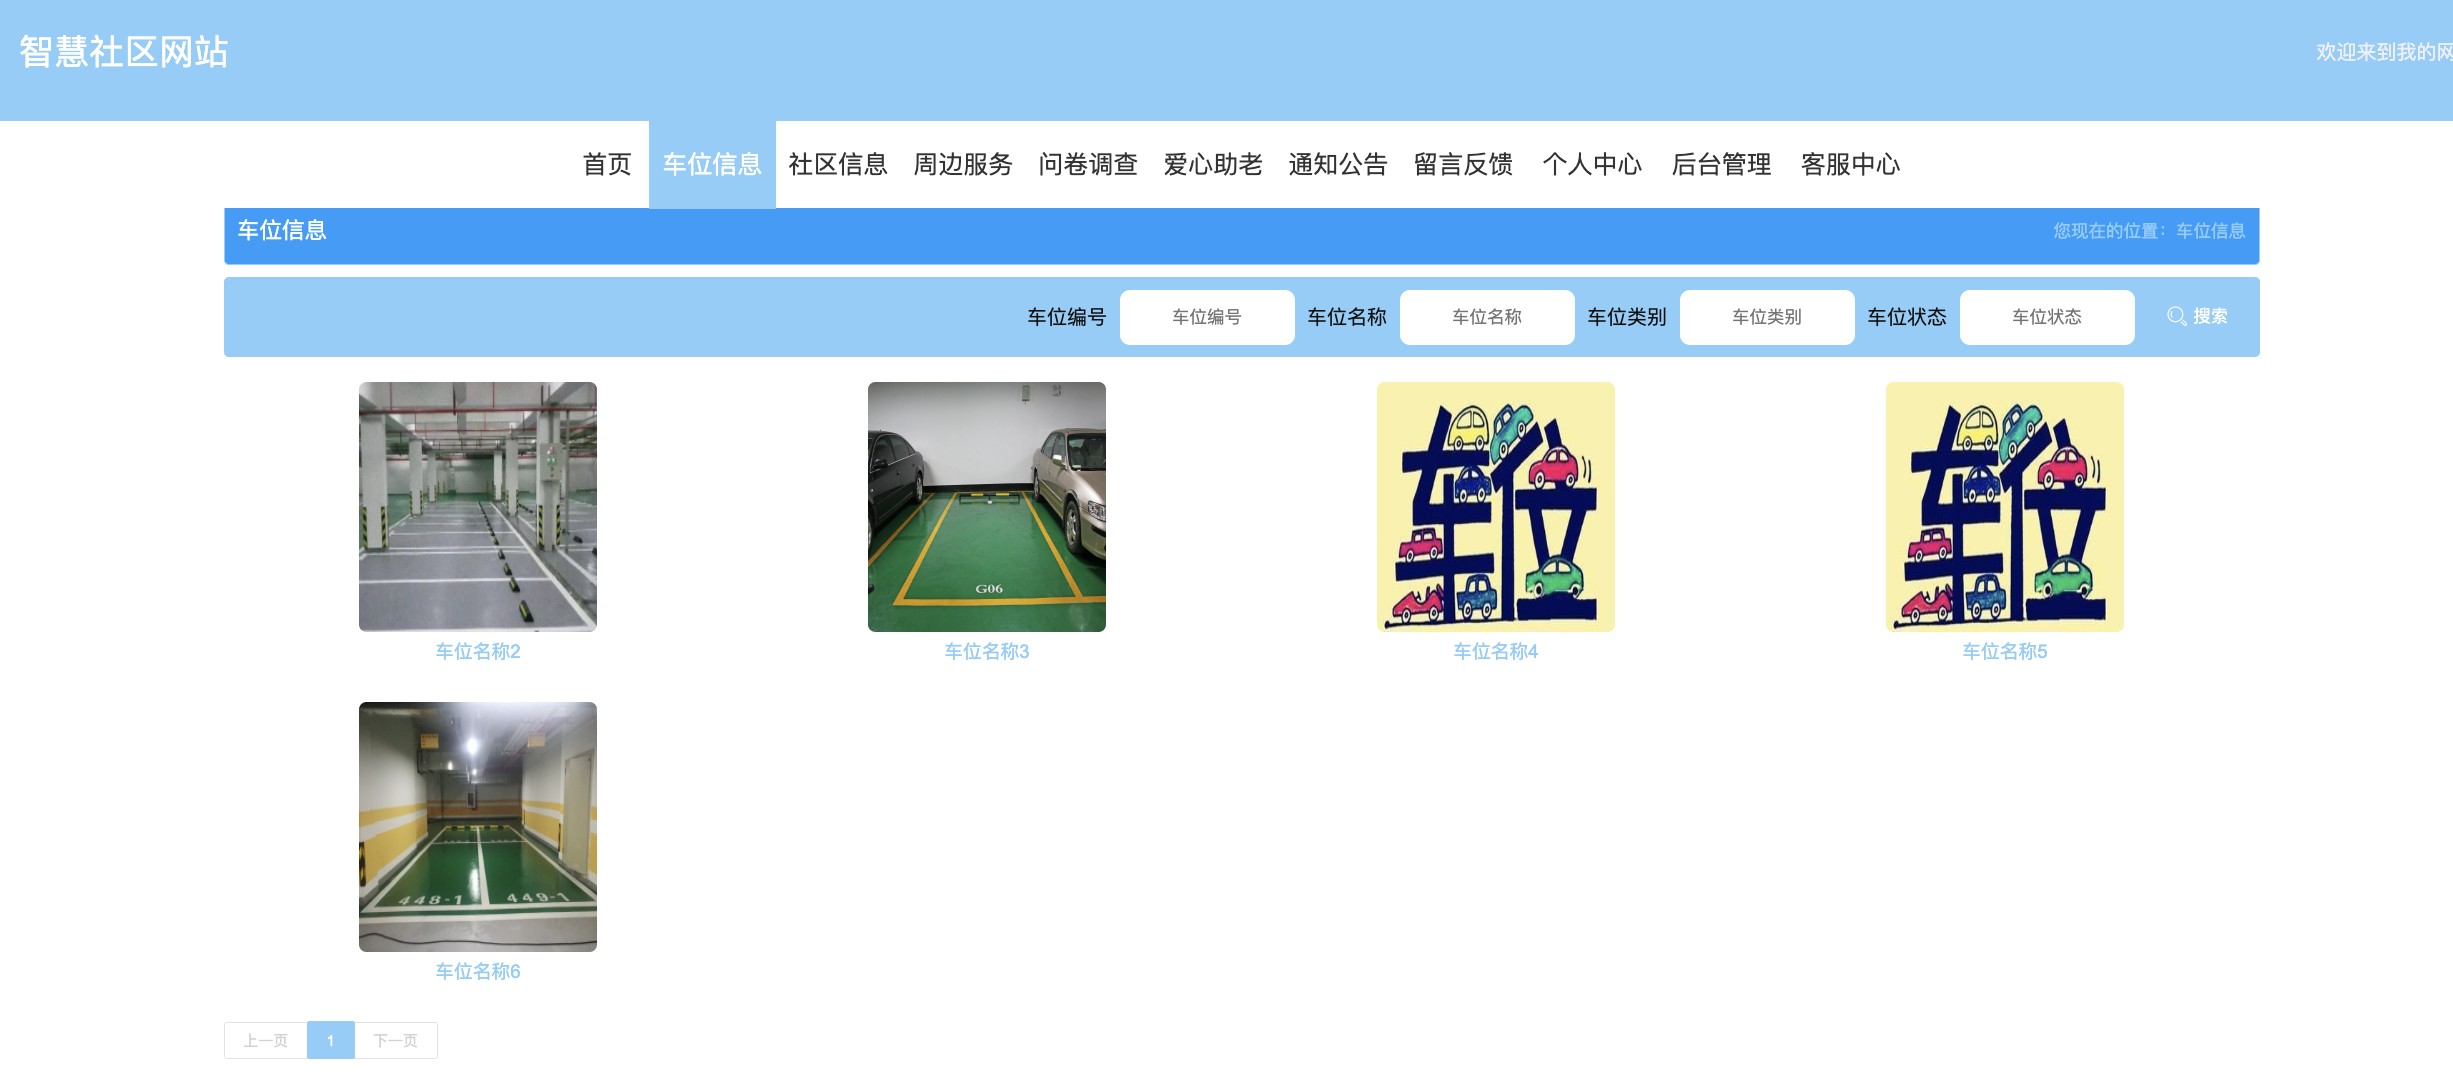 智慧社区网站
欢迎来到我的网
首页 车位信息 社区信息 周边服务 问卷调查 爱心助老 通知公告 留言反馈 个人中心 后台管理 客服中心
车位信息
您现在的位置：车位信息
车位编号 车位编号 车位名称 车位名称 车位类别 车位类别 车位状态 车位状态 搜索
G06
车位
车位
车位名称2 车位名称3 车位名称4 车位名称5
448-1 449-1
车位名称6
上一页 1 下一页